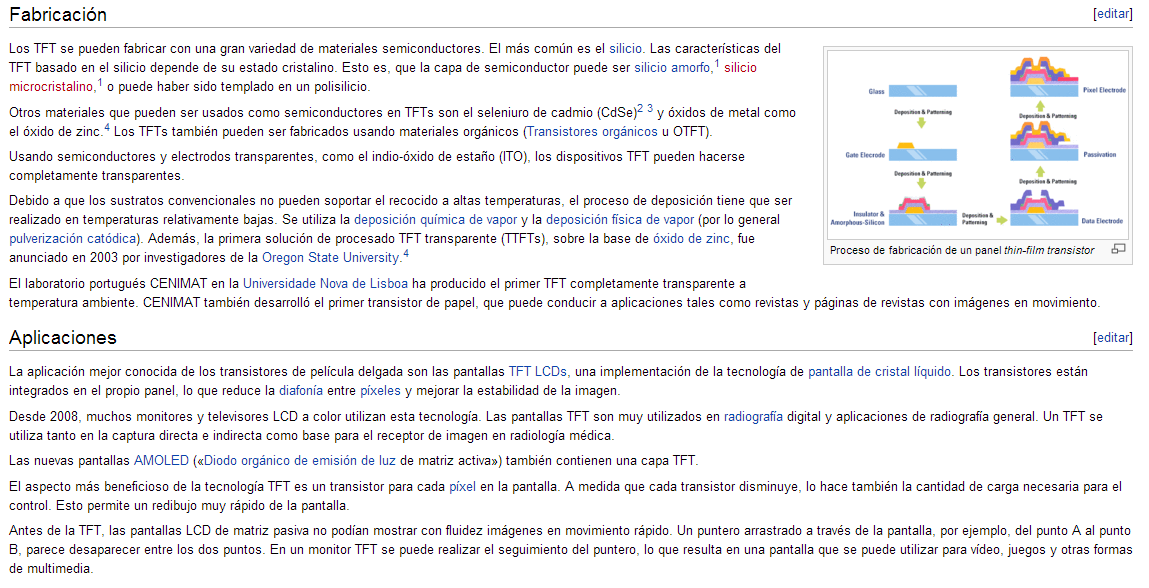 Fabricación
[editar]
Los TFT se pueden fabricar con una gran variedad de materiales semiconductores. El más común es el silicio. Las características del
TFT basado en el silicio depende de su estado cristalino. Esto es, que la capa de semiconductor puede ser silicio amorfo,1 silicio
microcristalino,1 o puede haber sido templado en un polisilicio.
Otros materiales que pueden ser usados como semiconductores en TFTs son el seleniuro de cadmio (CdSe)2 3 y óxidos de metal como
el óxido de zinc.4 Los TFTs también pueden ser fabricados usando materiales orgánicos (Transistores orgánicos u OTFT).
Usando semiconductores y electrodos transparentes, como el indio-óxido de estaño (ITO), los dispositivos TFT pueden hacerse
completamente transparentes.
Debido a que los sustratos convencionales no pueden soportar el recocido a altas temperaturas, el proceso de deposición tiene que ser
realizado en temperaturas relativamente bajas. Se utiliza la deposición química de vapor y la deposición física de vapor (por lo general
pulverización catódica). Además, la primera solución de procesado TFT transparente (TTFTs), sobre la base de óxido de zinc, fue
anunciado en 2003 por investigadores de la Oregon State University.4
El laboratorio portugués CENIMAT en la Universidade Nova de Lisboa ha producido el primer TFT completamente transparente a
temperatura ambiente. CENIMAT también desarrolló el primer transistor de papel, que puede conducir a aplicaciones tales como revistas y páginas de revistas con imágenes en movimiento.
Glass
Deposition & Patterning
Gate Elecrode
Deposition & Patterning
Insulator &
Amorphous-Silicon
Deposition &
Patterning
Data Electrode
Deposition & Patterning
Passivation
Deposition & Patterning
Pixel Electrode
Proceso de fabricación de un panel thin-film transistor
Aplicaciones
[editar]
La aplicación mejor conocida de los transistores de película delgada son las pantallas TFT LCDs, una implementación de la tecnología de pantalla de cristal líquido. Los transistores están
integrados en el propio panel, lo que reduce la diafonía entre píxeles y mejorar la estabilidad de la imagen.
Desde 2008, muchos monitores y televisores LCD a color utilizan esta tecnología. Las pantallas TFT son muy utilizados en radiografía digital y aplicaciones de radiografía general. Un TFT se
utiliza tanto en la captura directa e indirecta como base para el receptor de imagen en radiología médica.
Las nuevas pantallas AMOLED («Diodo orgánico de emisión de luz de matriz activa») también contienen una capa TFT.
El aspecto más beneficioso de la tecnología TFT es un transistor para cada píxel en la pantalla. A medida que cada transistor disminuye, lo hace también la cantidad de carga necesaria para el
control. Esto permite un redibujo muy rápido de la pantalla.
Antes de la TFT, las pantallas LCD de matriz pasiva no podían mostrar con fluidez imágenes en movimiento rápido. Un puntero arrastrado a través de la pantalla, por ejemplo, del punto A al punto
B, parece desaparecer entre los dos puntos. En un monitor TFT se puede realizar el seguimiento del puntero, lo que resulta en una pantalla que se puede utilizar para vídeo, juegos y otras formas
de multimedia.